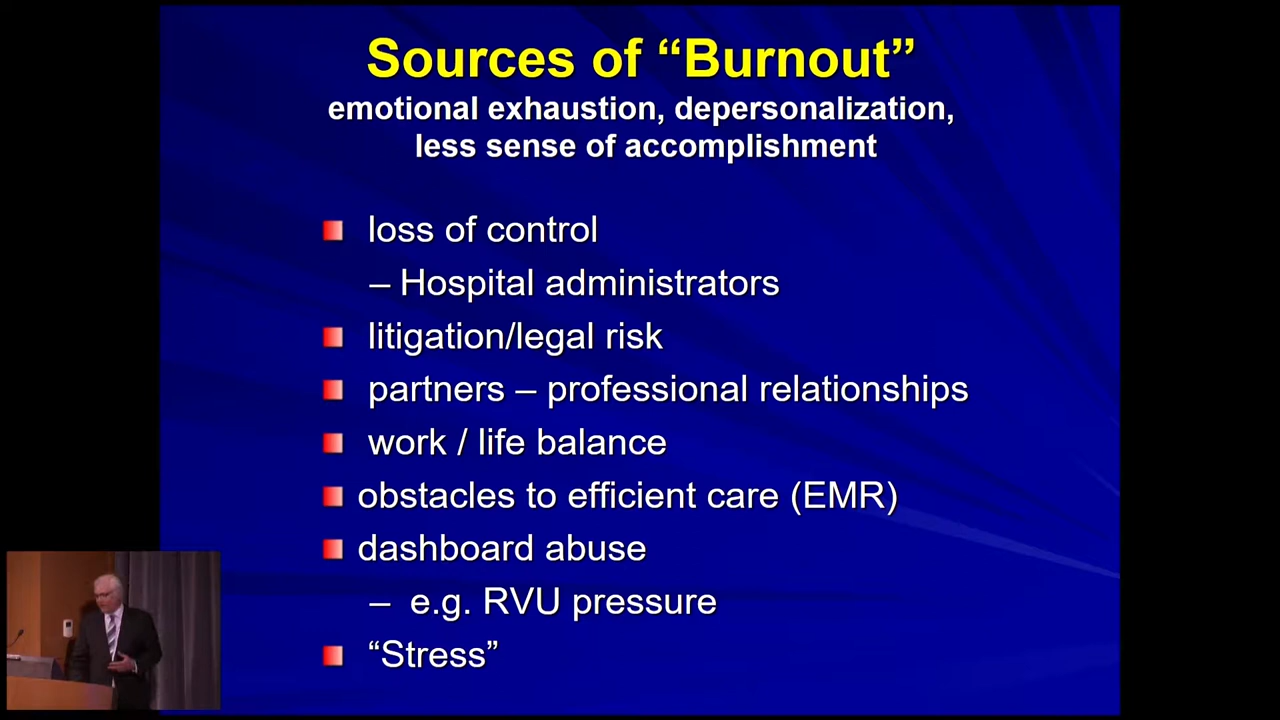 Sources of “Burnout”
emotional exhaustion, depersonalization,
less sense of accomplishment
loss of control
– Hospital administrators
litigation/legal risk
partners – professional relationships
work / life balance
obstacles to efficient care (EMR)
dashboard abuse
– e.g. RVU pressure
“Stress”